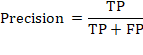 Precision = TP / TP + FP